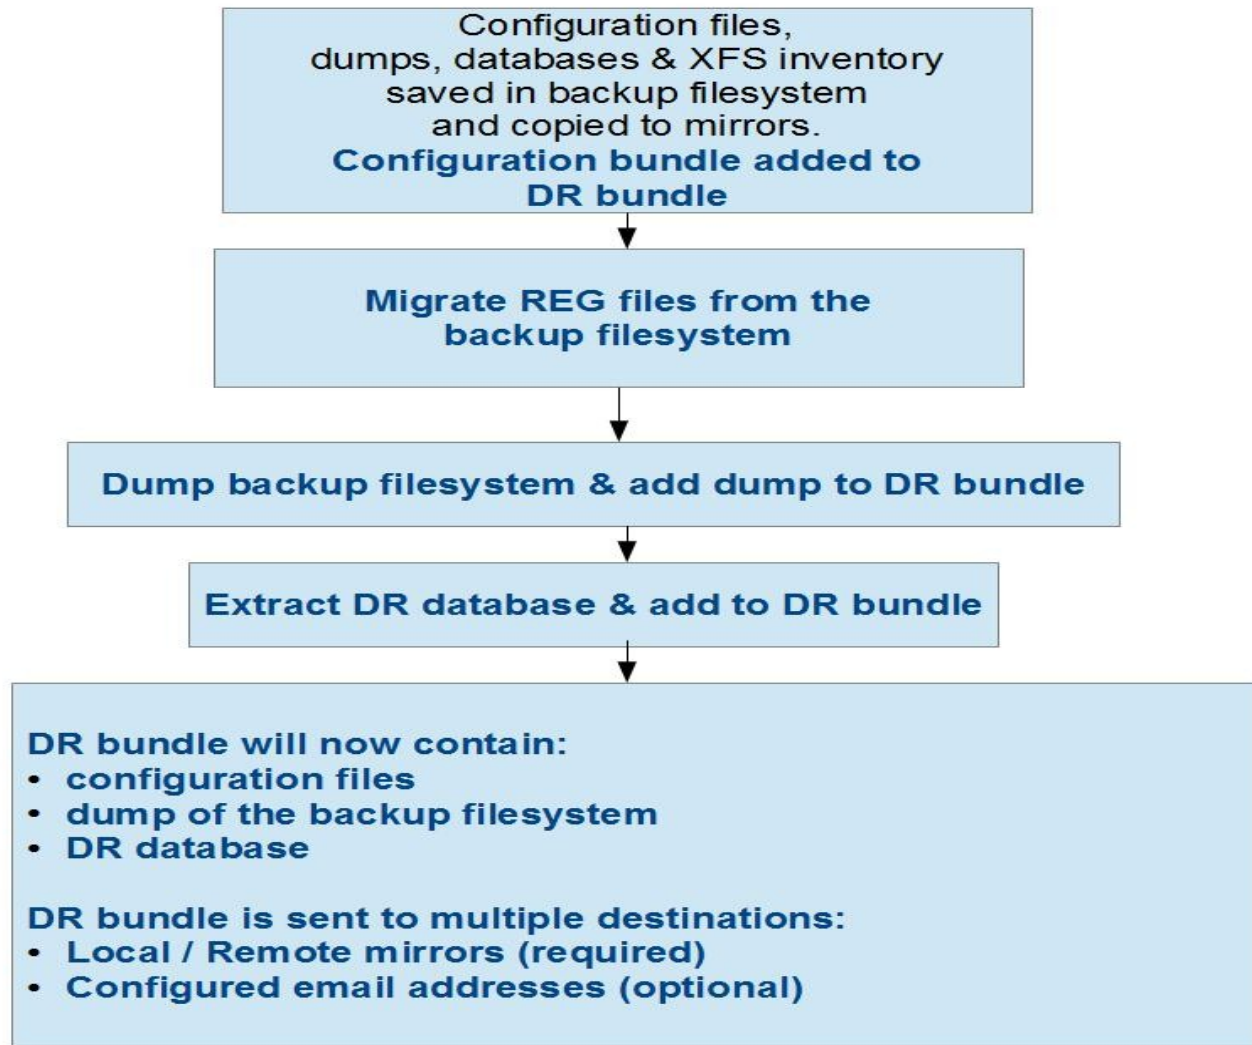 Configuration files,
dumps, databases & XFS inventory
saved in backup filesystem
and copied to mirrors.
Configuration bundle added to
DR bundle
Migrate REG files from the
backup filesystem
Dump backup filesystem & add dump to DR bundle
Extract DR database & add to DR bundle
DR bundle will now contain:
• configuration files
• dump of the backup filesystem
• DR database
DR bundle is sent to multiple destinations:
• Local / Remote mirrors (required)
• Configured email addresses (optional)